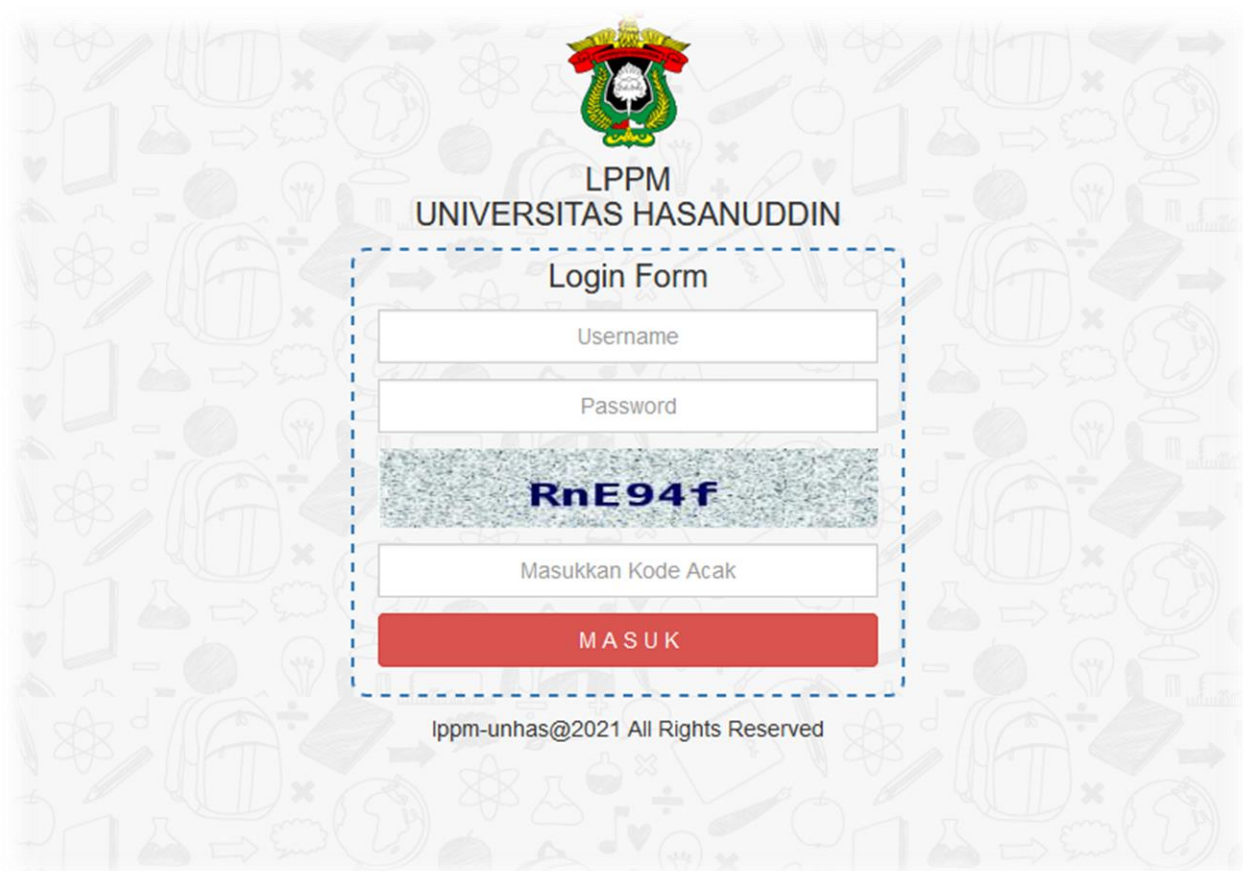 LPPM
UNIVERSITAS HASANUDDIN
Login Form
Username
Password
RnE94f
Masukkan Kode Acak
MASUK
lppm-unhas@2021 All Rights Reserved